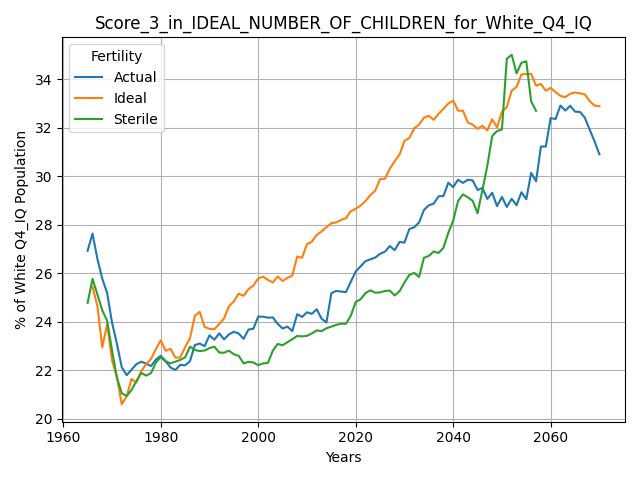 Score_3_in_IDEAL_NUMBER_OF_CHILDREN_for_White_Q4_IQ
Fertility
Actual
Ideal
Sterile
% of White Q4_IQ Population
34
32
30
28
26
24
22
20
1960
1980
2000
2020
2040
2060
Years